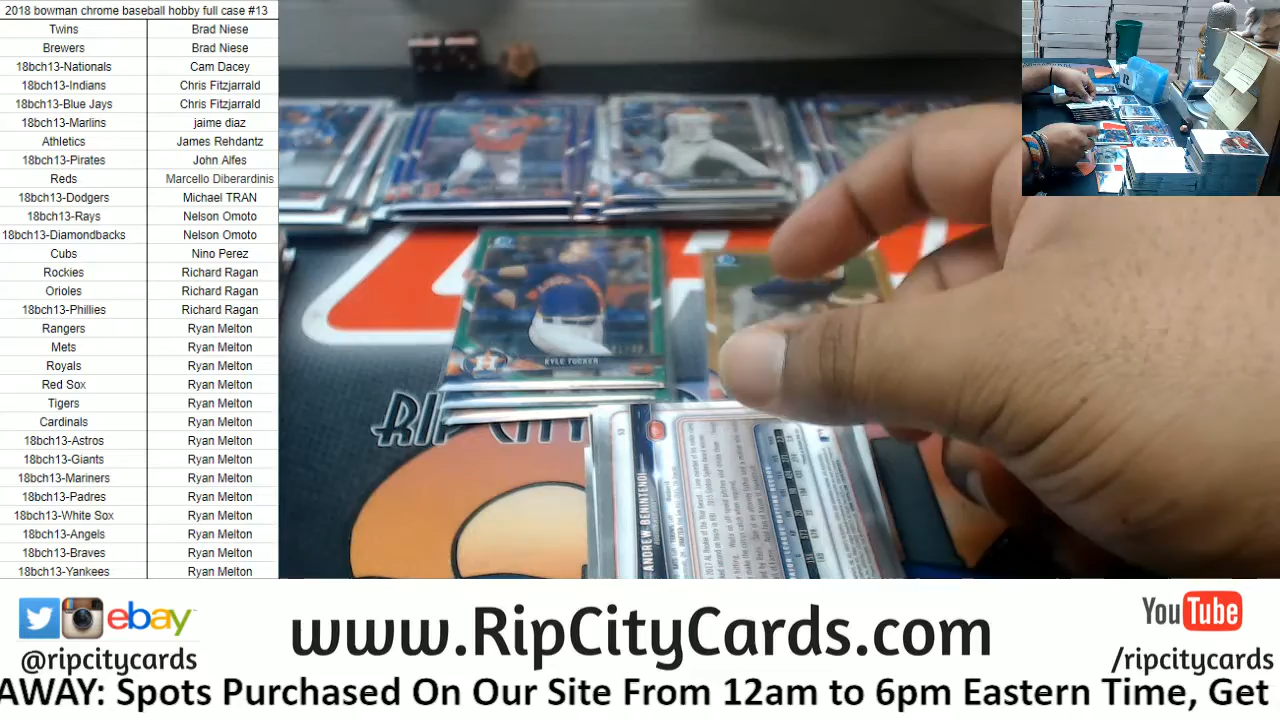 2018 bowman chrome baseball hobby full case #13
Twins Brad Niese
Brewers Brad Niese
18bch13-Nationals Cam Dacey
18bch13-Indians Chris Fitzjarrald
18bch13-Blue Jays Chris Fitzjarrald
18bch13-Marlins jaime diaz
Athletics James Rehdantz
18bch13-Pirates John Alfes
Reds Marcello Diberardinis
18bch13-Dodgers Michael TRAN
18bch13-Rays Nelson Omoto
18bch13-Diamondbacks Nelson Omoto
Cubs Nino Perez
Rockies Richard Ragan
Orioles Richard Ragan
18bch13-Phillies Richard Ragan
Rangers Ryan Melton
Mets Ryan Melton
Royals Ryan Melton
Red Sox Ryan Melton
Tigers Ryan Melton
Cardinals Ryan Melton
18bch13-Astros Ryan Melton
18bch13-Giants Ryan Melton
18bch13-Mariners Ryan Melton
18bch13-Padres Ryan Melton
18bch13-White Sox Ryan Melton
18bch13-Angels Ryan Melton
18bch13-Braves Ryan Melton
18bch13-Yankees Ryan Melton
KYLE TUCKER
RIP CITY
ANDREW BENINTENDI
ebay
@ripcitycards
www.RipCityCards.com
YouTube
/ripcitycards
AWAY: Spots Purchased On Our Site From 12am to 6pm Eastern Time, Get